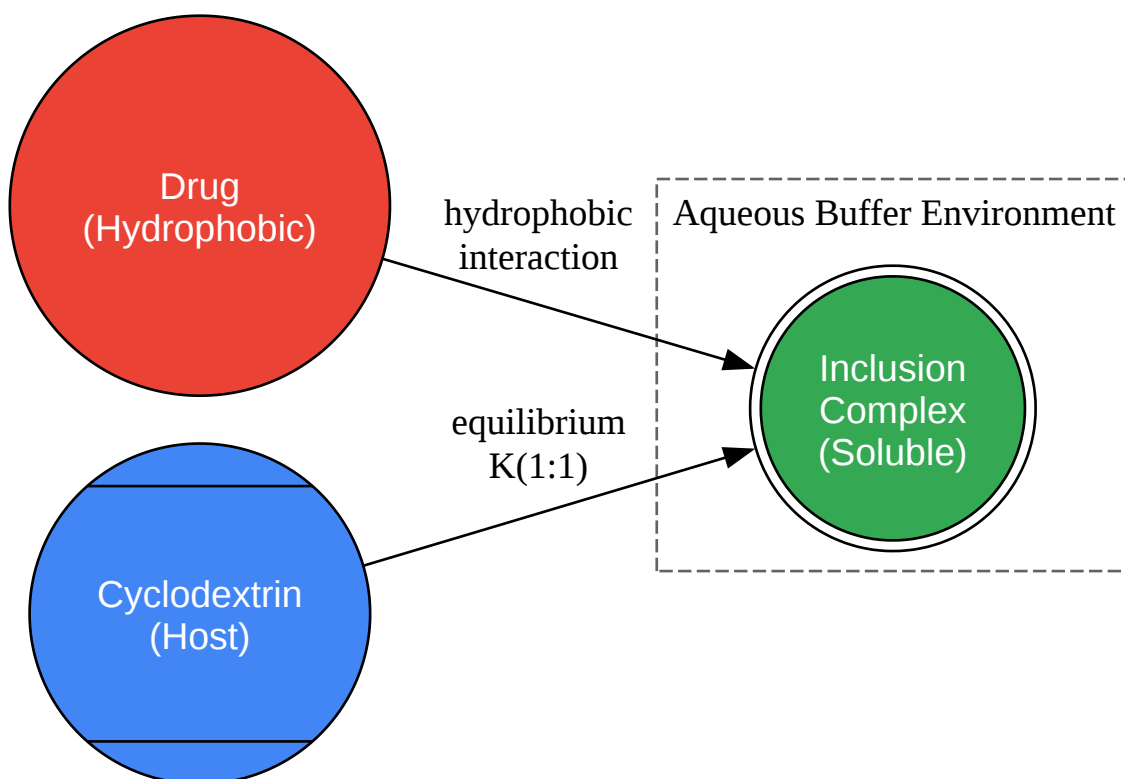 Drug
(Hydrophobic)
hydrophobic
interaction
Aqueous Buffer Environment
Inclusion
Complex
(Soluble)
equilibrium
K(1:1)
Cyclodextrin
(Host)